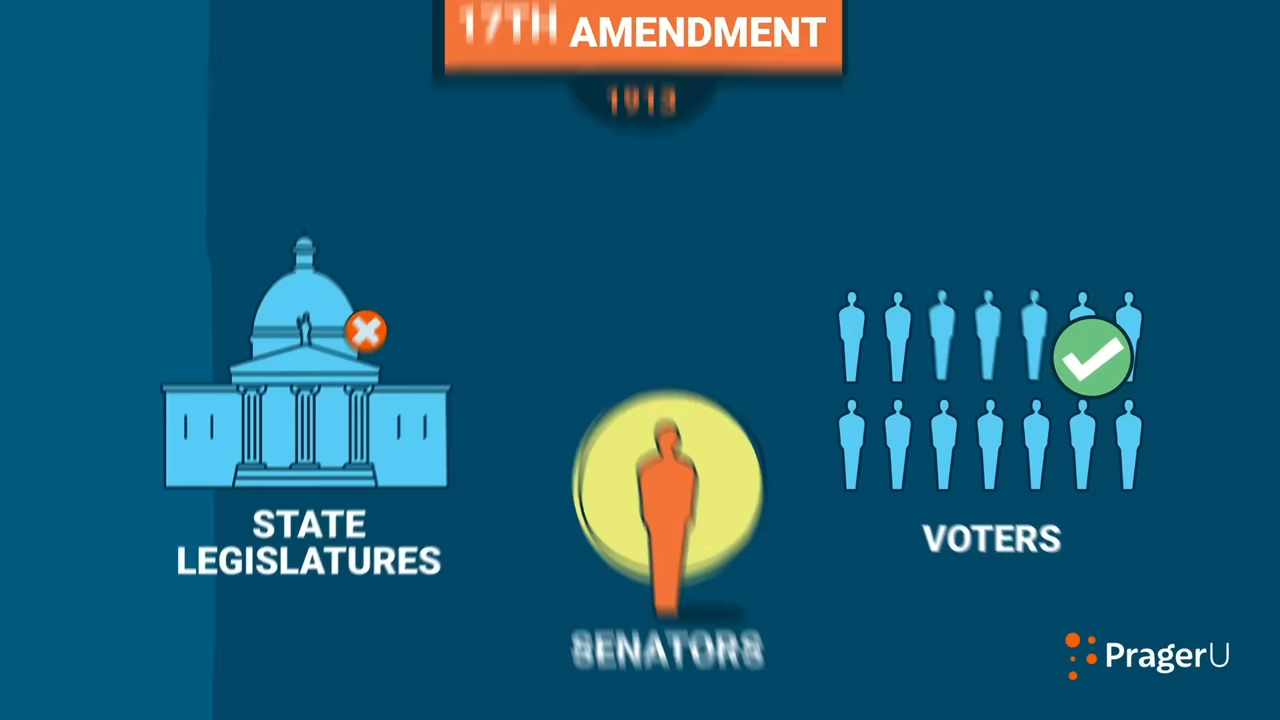 17TH AMENDMENT
1913
STATE
LEGISLATURES
VOTERS
SENATORS
PragerU